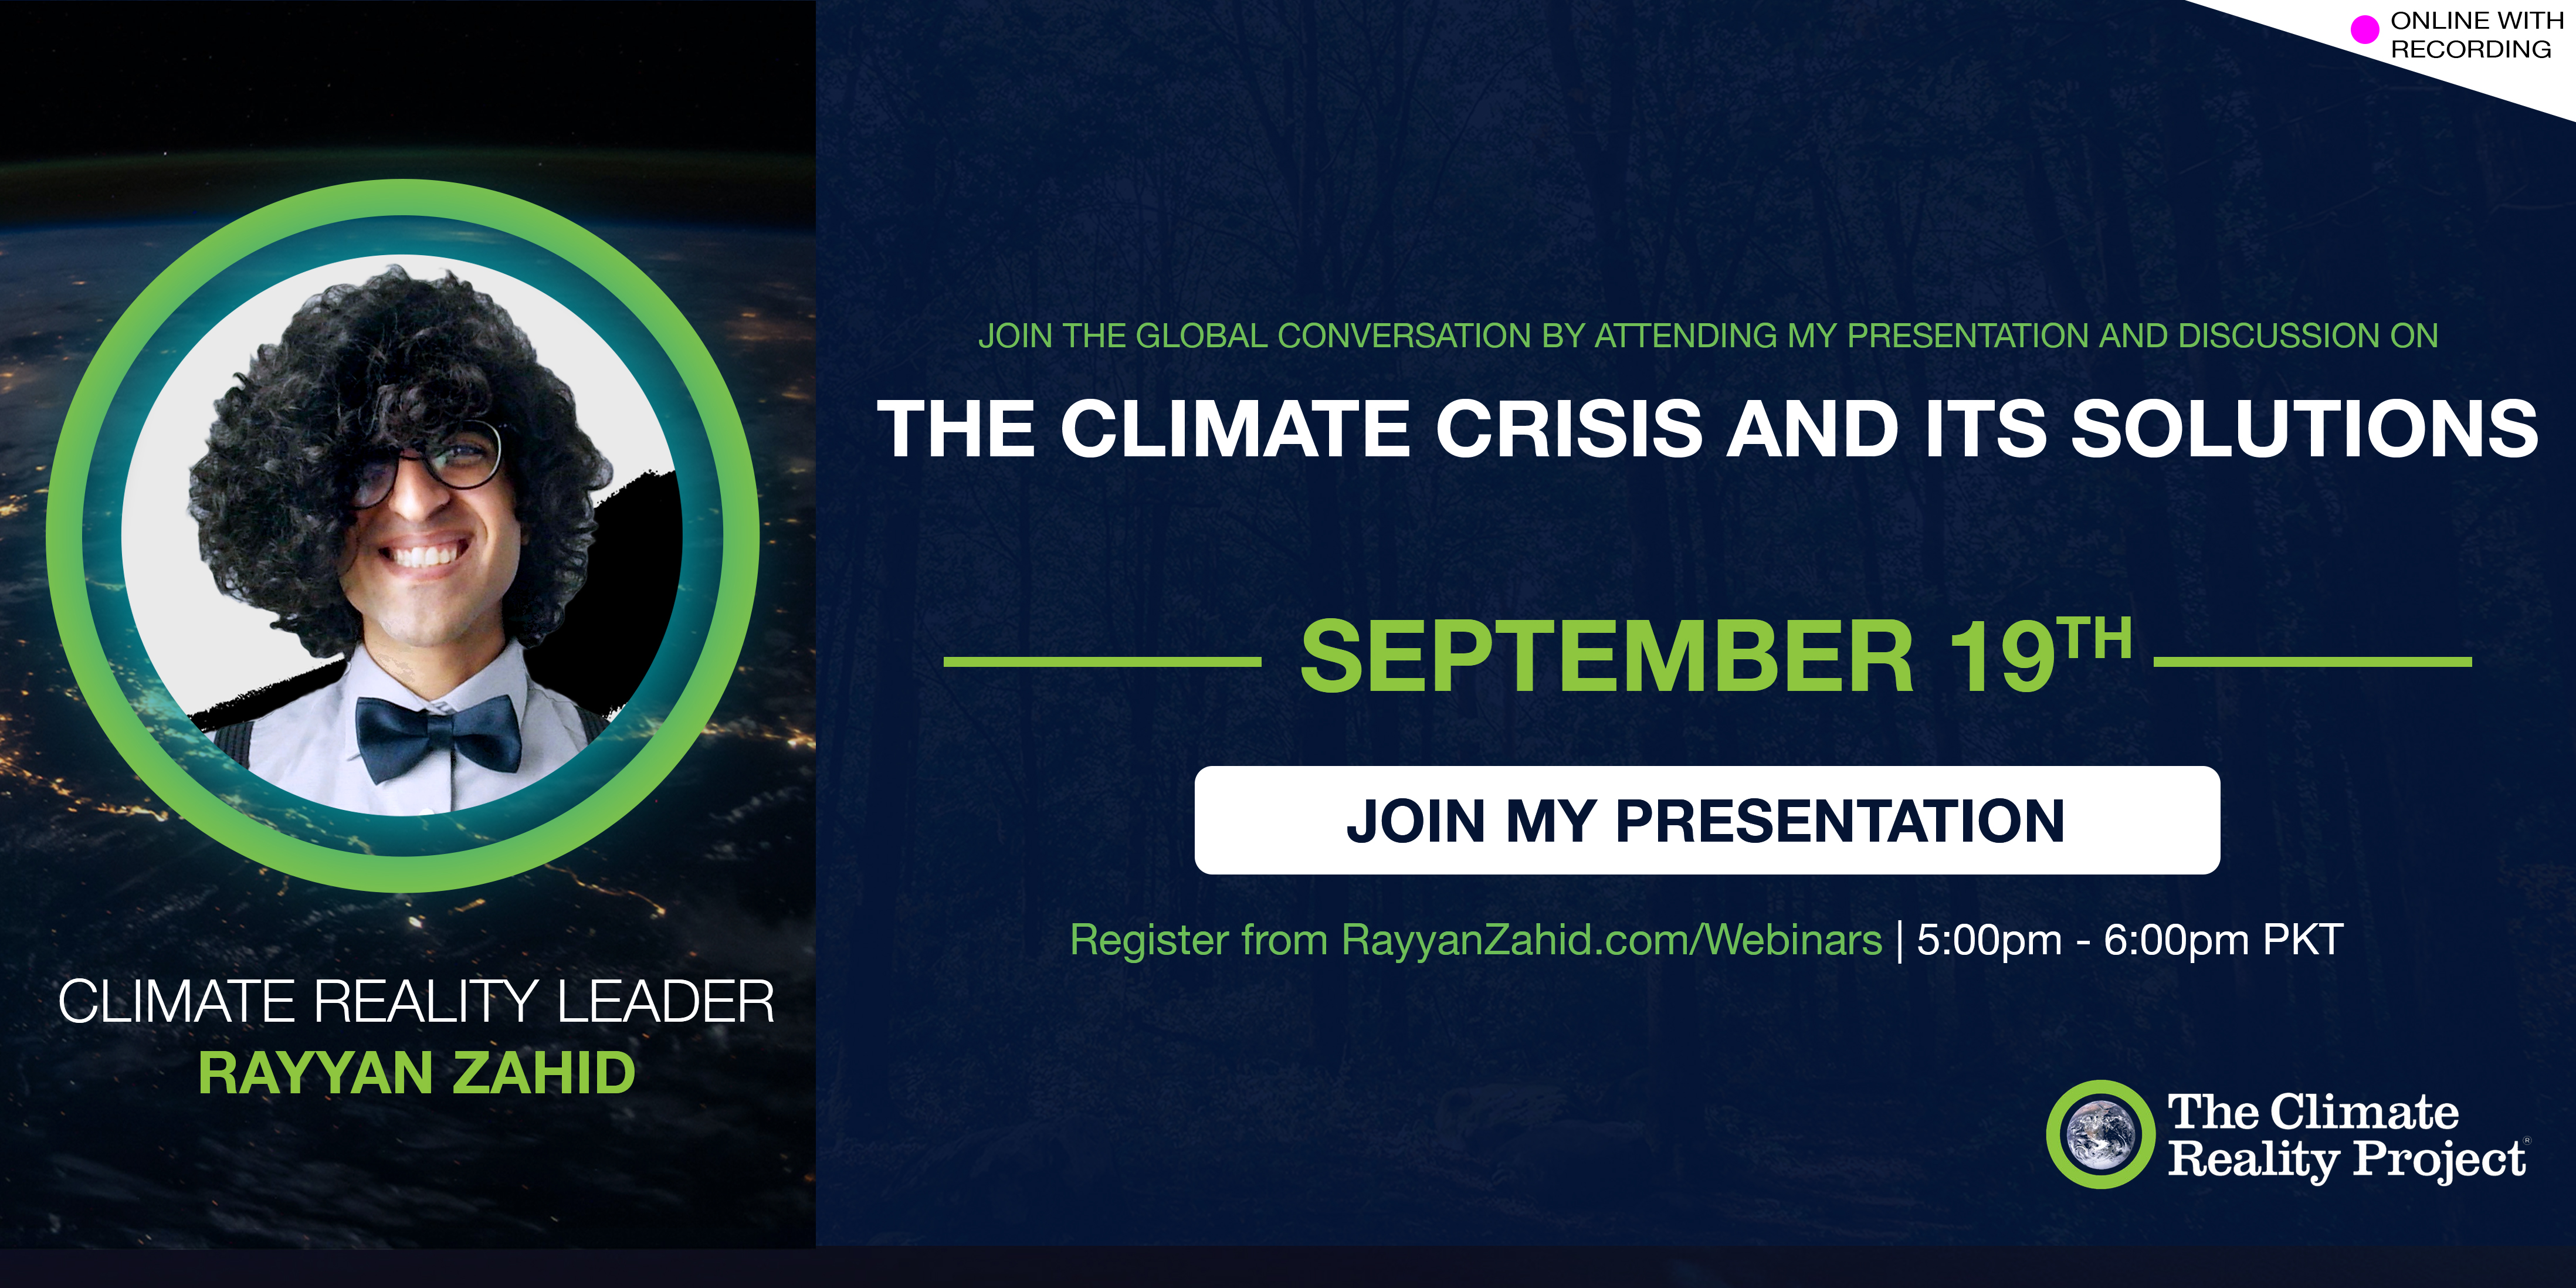 ONLINE WITH
RECORDING
JOIN THE GLOBAL CONVERSATION BY ATTENDING MY PRESENTATION AND DISCUSSION ON
THE CLIMATE CRISIS AND ITS SOLUTIONS
SEPTEMBER 19TH
JOIN MY PRESENTATION
Register from RayyanZahid.com/Webinars | 5:00pm - 6:00pm PKT
CLIMATE REALITY LEADER
RAYYAN ZAHID
The Climate
Reality Project®